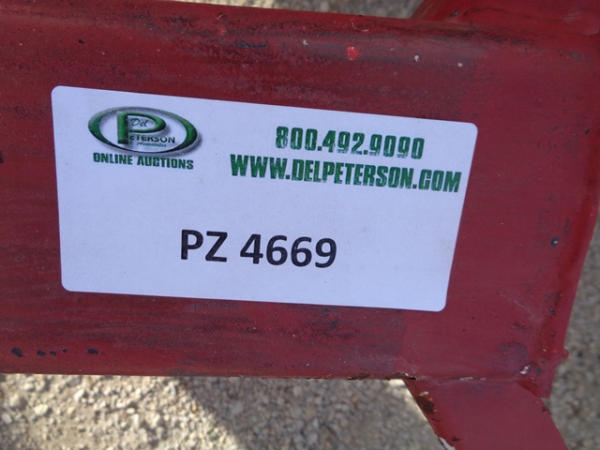 Del
PETERSON
ONLINE AUCTIONS
800.492.9090
WWW.DELPETERSON.COM
PZ 4669